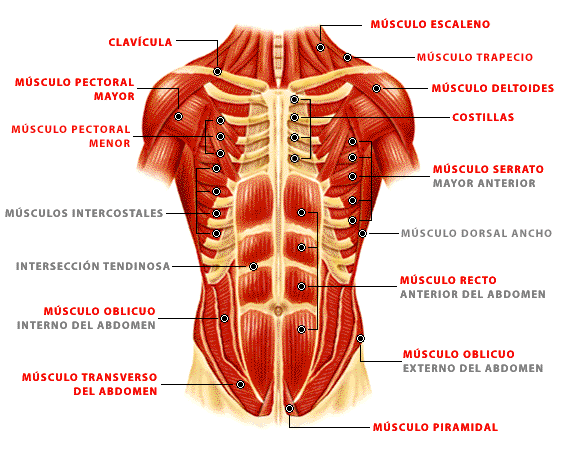 MÚSCULO ESCALENO
CLAVÍCULA
MÚSCULO TRAPECIO
MÚSCULO PECTORAL
MAYOR
MÚSCULO DELTOIDES
COSTILLAS
MÚSCULO PECTORAL
MENOR
MÚSCULO SERRATO
MAYOR ANTERIOR
MÚSCULOS INTERCOSTALES
MÚSCULO DORSAL ANCHO
INTERSECCIÓN TENDINOSA
MÚSCULO RECTO
ANTERIOR DEL ABDOMEN
MÚSCULO OBLICUO
INTERNO DEL ABDOMEN
MÚSCULO OBLICUO
EXTERNO DEL ABDOMEN
MÚSCULO TRANSVERSO
DEL ABDOMEN
MÚSCULO PIRAMIDAL